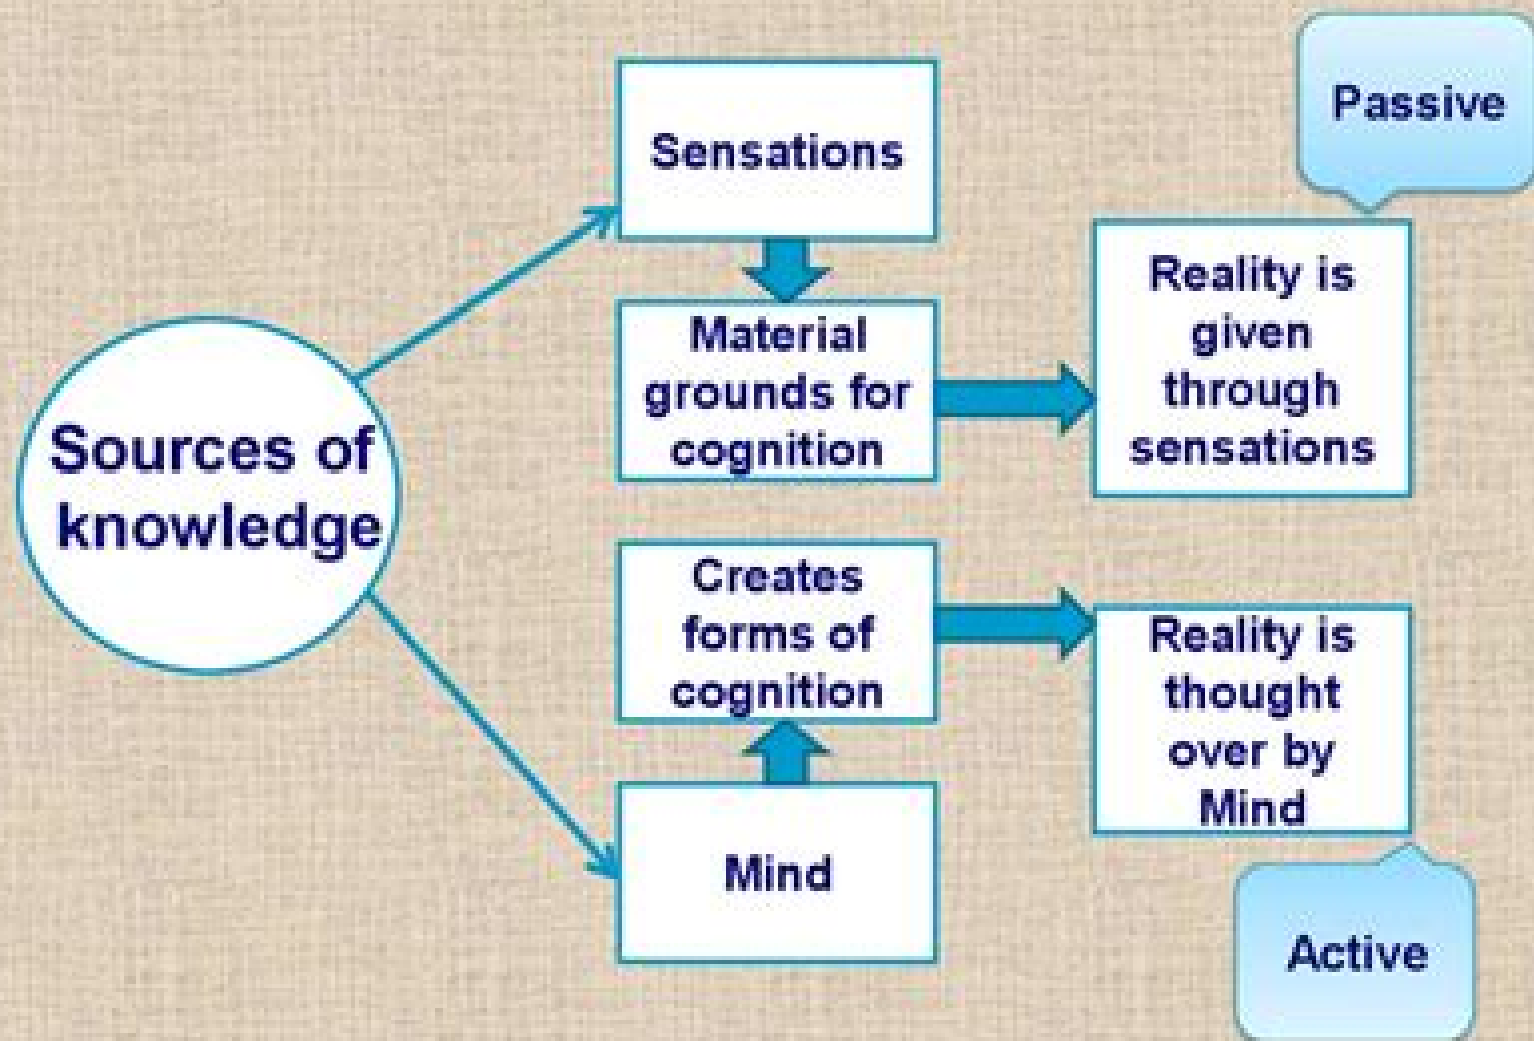 Passive
Sensations
Material
grounds for
cognition
Reality is
given
through
sensations
Sources of
knowledge
Creates
forms of
cognition
Reality is
thought
over by
Mind
Mind
Active